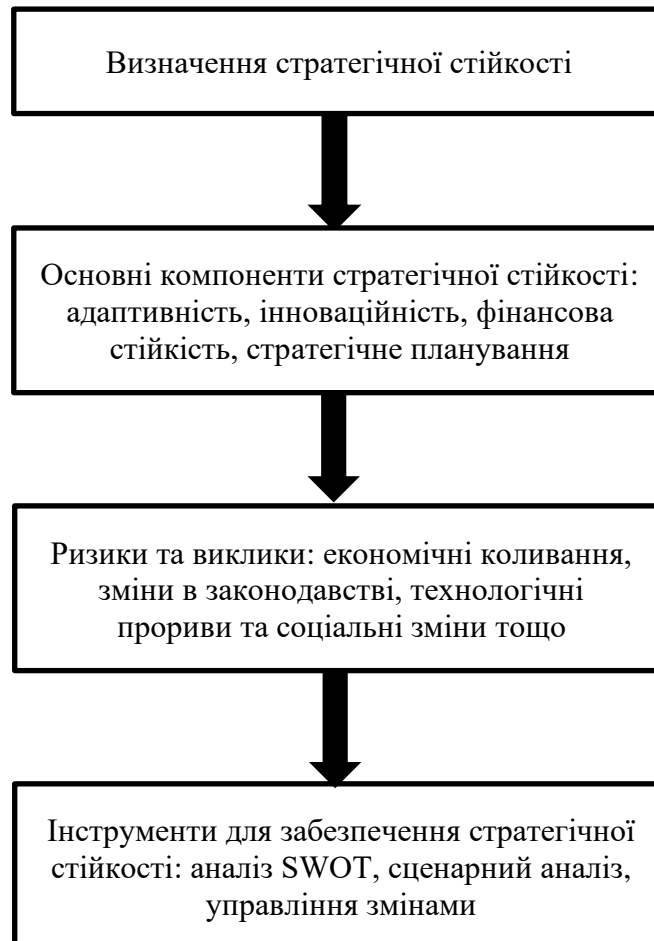 Визначення стратегічної стійкості
Основні компоненти стратегічної стійкості:
адаптивність, інноваційність, фінансова
стійкість, стратегічне планування
Ризики та виклики: економічні коливання,
зміни в законодавстві, технологічні
прориви та соціальні зміни тощо
Інструменти для забезпечення стратегічної
стійкості: аналіз SWOT, сценарний аналіз,
управління змінами